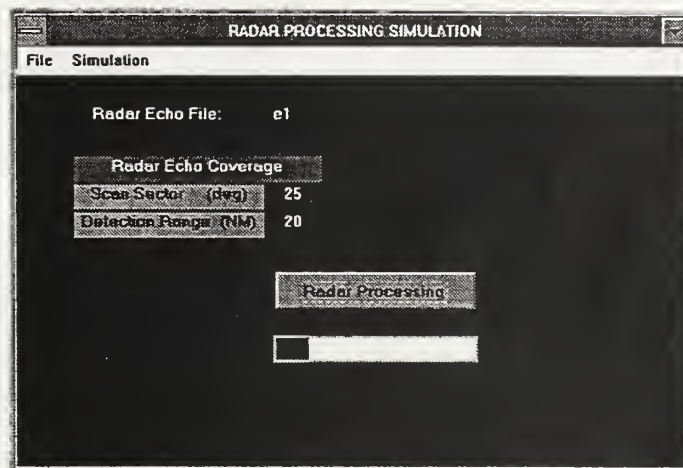 RADAR PROCESSING SIMULATION
File Simulation
Radar Echo File: e1
Radar Echo Coverage
Scan Sector (deg) 25
Detection Range (NM) 20
Radar Processing